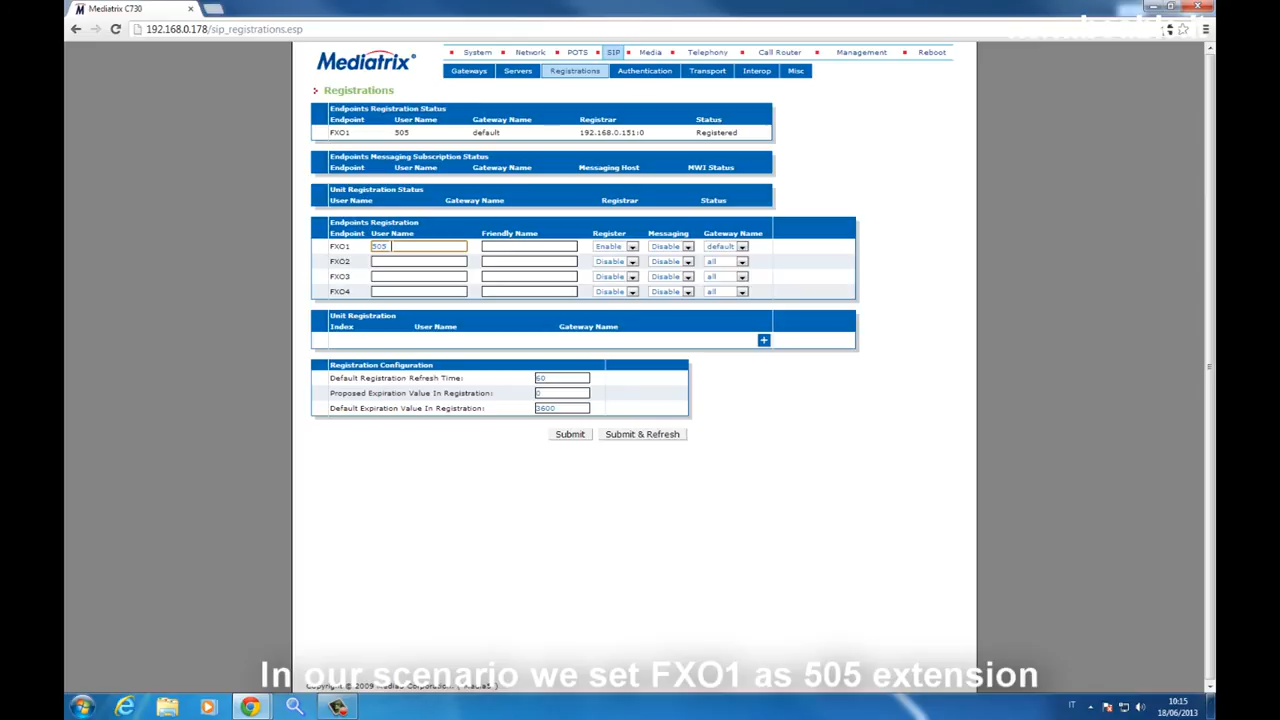 Mediatrix C730
192.168.0.178/sip_registrations.esp
Mediatrix
System Network POTS SIP Media Telephony Call Router Management Reboot
Gateways Servers Registrations Authentication Transport Interop Misc
Registrations
Endpoints Registration Status
Endpoint User Name Gateway Name Registrar Status
FXO1 505 default 192.168.0.151:0 Registered
Endpoints Messaging Subscription Status
Endpoint User Name Gateway Name Messaging Host MWI Status
Unit Registration Status
User Name Gateway Name Registrar Status
Endpoints Registration
Endpoint User Name Friendly Name Register Messaging Gateway Name
FXO1 505 Enable Disable default
FXO2 Disable Disable all
FXO3 Disable Disable all
FXO4 Disable Disable all
Unit Registration
Index User Name Gateway Name
+
Registration Configuration
Default Registration Refresh Time: 60
Proposed Expiration Value In Registration: 0
Default Expiration Value In Registration: 3600
Submit Submit & Refresh
In our scenario we set FXO1 as 505 extension
Copyright © 2009 Media5 Corporation
IT 10:15
18/06/2013